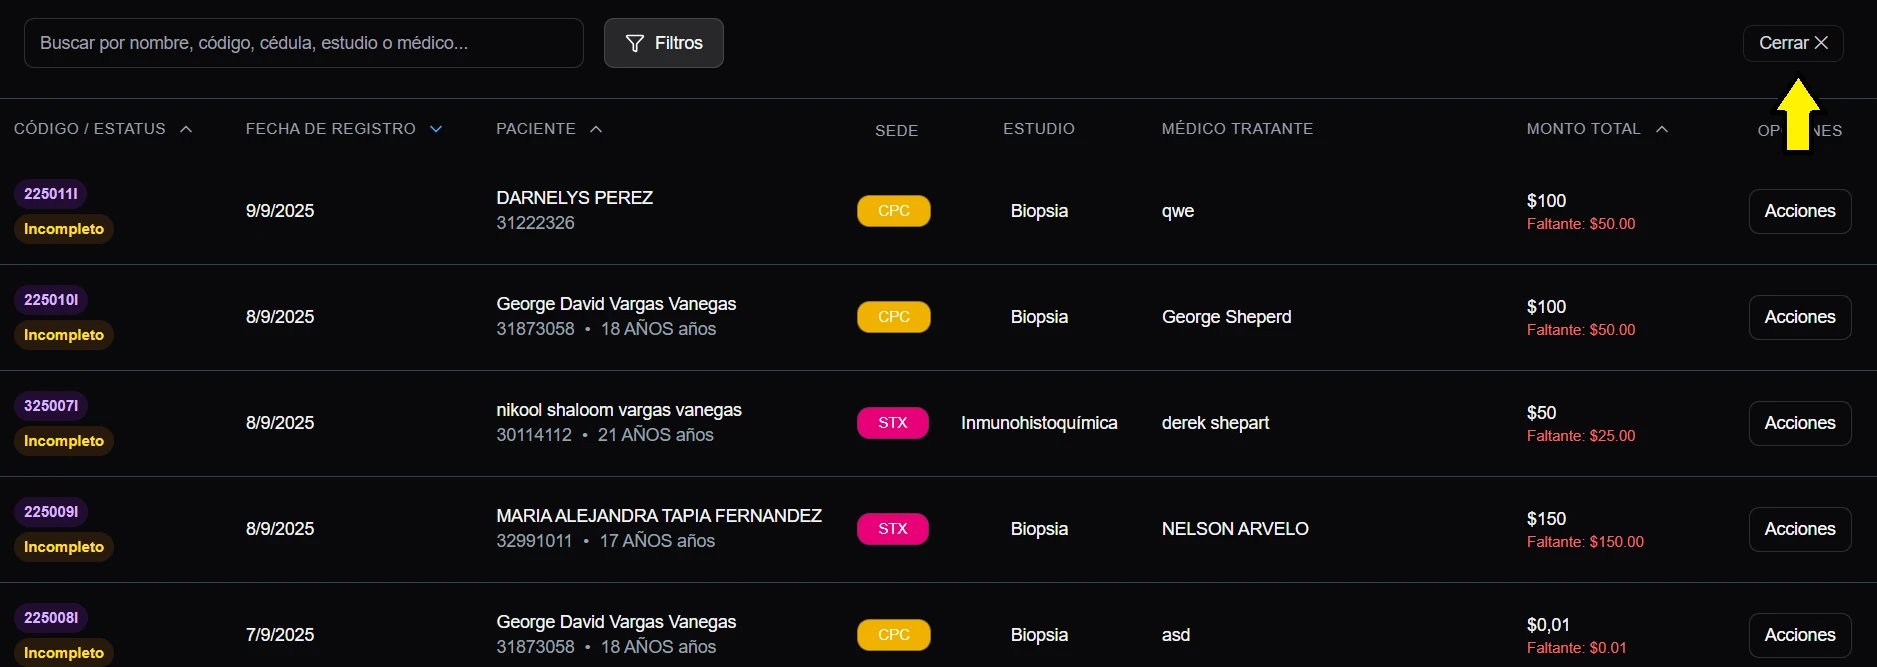 Buscar por nombre, código, cédula, estudio o médico...
Filtros
Cerrar
CÓDIGO / ESTATUS
FECHA DE REGISTRO
PACIENTE
SEDE
ESTUDIO
MÉDICO TRATANTE
MONTO TOTAL
225011I
Incompleto
9/9/2025
DARNELYS PEREZ
31222326
CPC
Biopsia
qwe
$100
Faltante: $50.00
Acciones
225010I
Incompleto
8/9/2025
George David Vargas Vanegas
31873058 • 18 AÑOS años
CPC
Biopsia
George Sheperd
$100
Faltante: $50.00
Acciones
325007I
Incompleto
8/9/2025
nikool shaloom vargas vanegas
30114112 • 21 AÑOS años
STX
Inmunohistoquímica
derek shepart
$50
Faltante: $25.00
Acciones
225009I
Incompleto
8/9/2025
MARIA ALEJANDRA TAPIA FERNANDEZ
32991011 • 17 AÑOS años
STX
Biopsia
NELSON ARVELO
$150
Faltante: $150.00
Acciones
225008I
Incompleto
7/9/2025
George David Vargas Vanegas
31873058 • 18 AÑOS años
CPC
Biopsia
asd
$0,01
Faltante: $0.01
Acciones